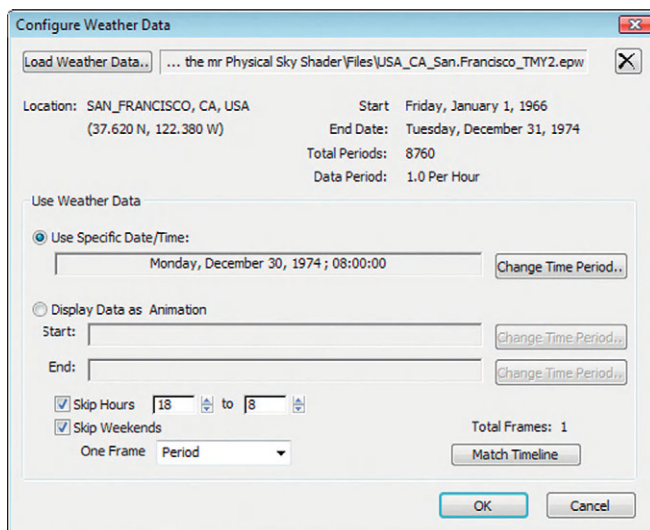 Configure Weather Data
Load Weather Data.. ... the mr Physical Sky Shader\Files\USA_CA_San.Francisco_TMY2.epw
Location: SAN_FRANCISCO, CA, USA Start Friday, January 1, 1966
(37.620 N, 122.380 W) End Date: Tuesday, December 31, 1974
Total Periods: 8760
Data Period: 1.0 Per Hour
Use Weather Data
Use Specific Date/Time:
Monday, December 30, 1974 ; 08:00:00 Change Time Period..
Display Data as Animation
Start: Change Time Period..
End: Change Time Period..
Skip Hours 18 to 8
Skip Weekends Total Frames: 1
One Frame Period Match Timeline
OK Cancel